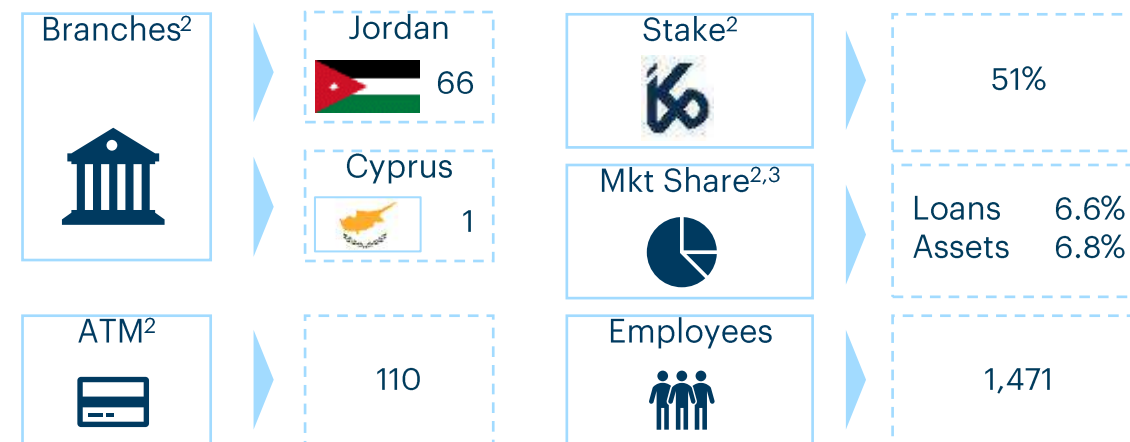 Branches²
Jordan
66
Cyprus
1
ATM²
110
Stake²
51%
Mkt Share²,³
Loans 6.6%
Assets 6.8%
Employees
1,471